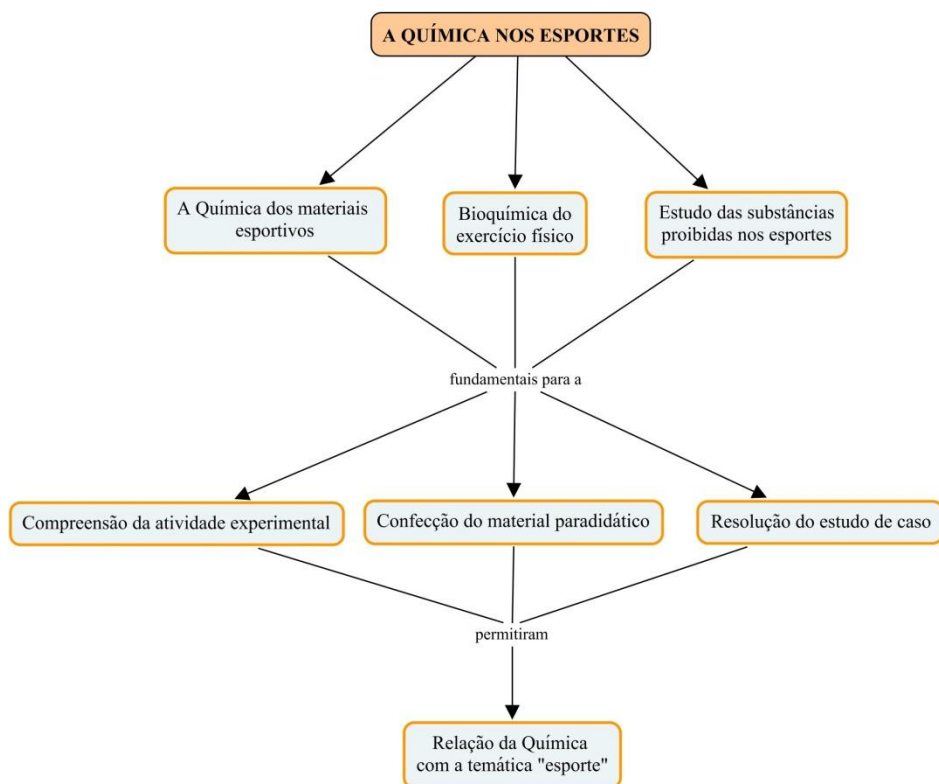 A QUÍMICA NOS ESPORTES
A Química dos materiais
esportivos
Bioquímica do
exercício físico
Estudo das substâncias
proibidas nos esportes
fundamentais para a
Compreensão da atividade experimental
Confecção do material paradidático
Resolução do estudo de caso
permitiram
Relação da Química
com a temática "esporte"